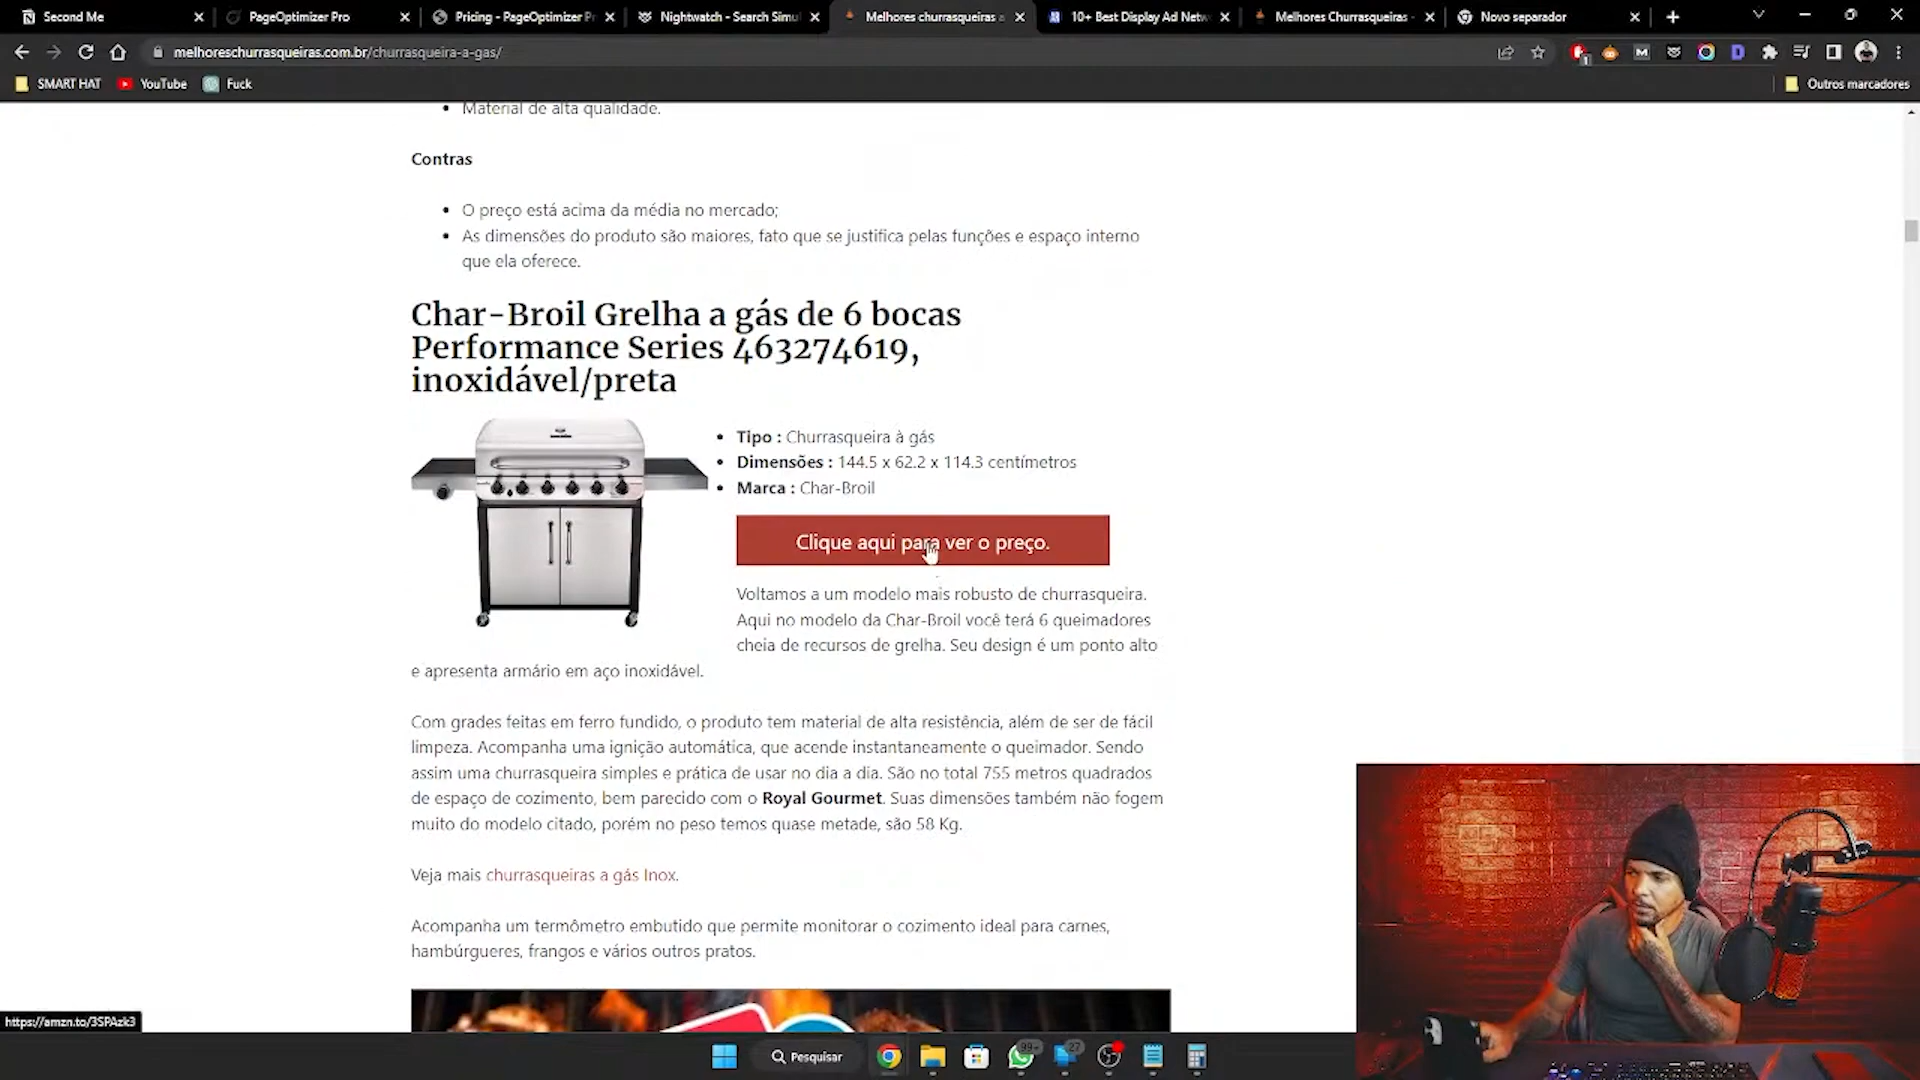 Second Me
PageOptimizer Pro
Pricing - PageOptimizer P
Nightwatch - Search Simu
Melhores churrasqueiras a
10+ Best Display Ad Netw
Melhores Churrasqueiras -
Novo separador
melhoreschurrasqueiras.com.br/churrasqueira-a-gas/
1
SMART HAT
YouTube
Fuck
Outros marcadores
• Material de alta qualidade.
Contras
• O preço está acima da média no mercado;
• As dimensões do produto são maiores, fato que se justifica pelas funções e espaço interno
que ela oferece.
Char-Broil Grelha a gás de 6 bocas
Performance Series 463274619,
inoxidável/preta
• Tipo : Churrasqueira à gás
• Dimensões : 144.5 x 62.2 x 114.3 centímetros
• Marca : Char-Broil
Clique aqui para ver o preço.
Voltamos a um modelo mais robusto de churrasqueira.
Aqui no modelo da Char-Broil você terá 6 queimadores
cheia de recursos de grelha. Seu design é um ponto alto
e apresenta armário em aço inoxidável.
Com grades feitas em ferro fundido, o produto tem material de alta resistência, além de ser de fácil
limpeza. Acompanha uma ignição automática, que acende instantaneamente o queimador. Sendo
assim uma churrasqueira simples e prática de usar no dia a dia. São no total 755 metros quadrados
de espaço de cozimento, bem parecido com o Royal Gourmet. Suas dimensões também não fogem
muito do modelo citado, porém no peso temos quase metade, são 58 Kg.
Veja mais churrasqueiras a gás Inox.
Acompanha um termômetro embutido que permite monitorar o cozimento ideal para carnes,
hambúrgueres, frangos e vários outros pratos.
https://amzn.to/3SPAzk3
Pesquisar
99+
27